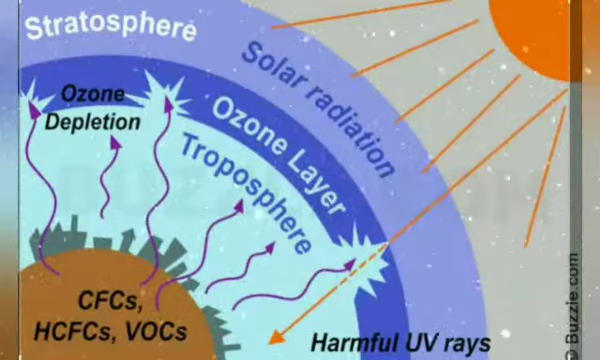 Stratosphere
Solar radiation
Ozone
Depletion
Ozone Layer
Troposphere
CFCs,
HCFCs, VOCs
Harmful UV rays
© Buzzle.com